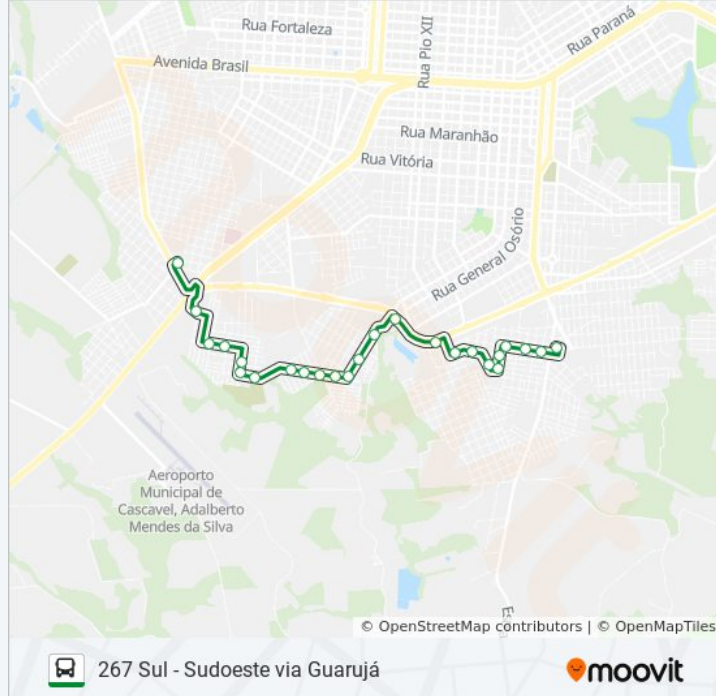 Rua Fortaleza
Rua Pio XII
Rua Paraná
Avenida Brasil
Rua Maranhão
Rua Vitória
Rua General Osório
Aeroporto
Municipal de
Cascavel, Adalberto
Mendes da Silva
© OpenStreetMap contributors | © OpenMapTiles
267 Sul - Sudoeste via Guarujá
moovit